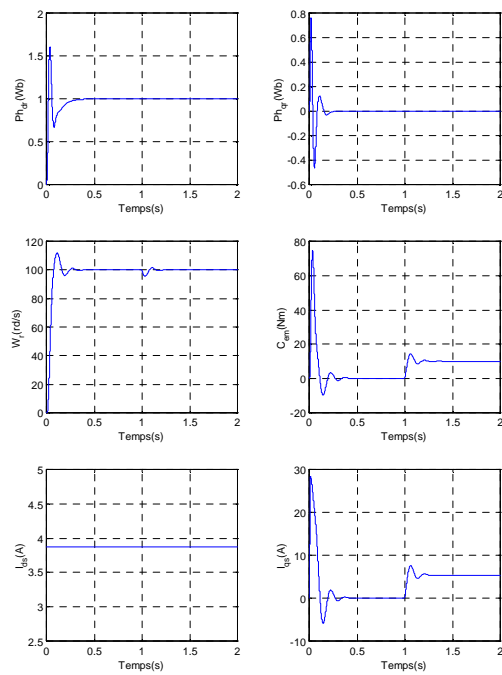 2
1.5
1
0.5
0
Ph_dr(Wb)
0 0.5 1 1.5 2
Temps(s)
0.8
0.6
0.4
0.2
0
-0.2
-0.4
-0.6
Ph_qr(Wb)
0 0.5 1 1.5 2
Temps(s)
120
100
80
60
40
20
0
W_r(rd/s)
0 0.5 1 1.5 2
Temps(s)
80
60
40
20
0
-20
C_em(Nm)
0 0.5 1 1.5 2
Temps(s)
5
4.5
4
3.5
3
2.5
I_ds(A)
0 0.5 1 1.5 2
Temps(s)
30
20
10
0
-10
I_qs(A)
0 0.5 1 1.5 2
Temps(s)